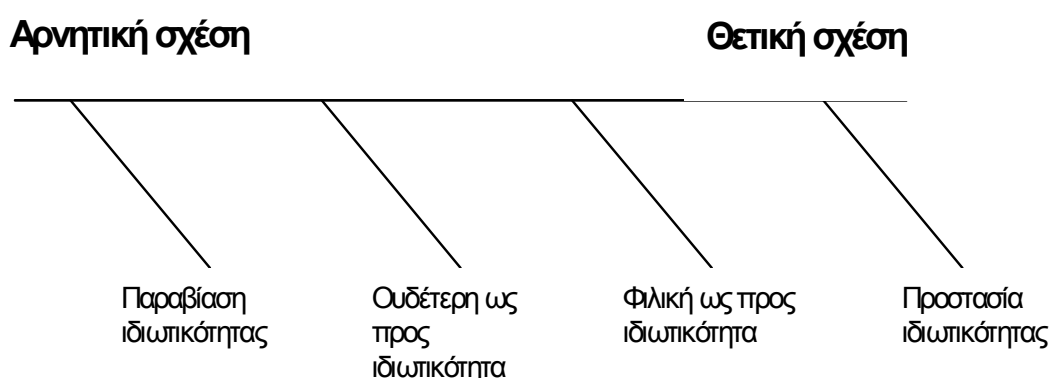 Αρνητική σχέση
Θετική σχέση
Παραβίαση
ιδιωτικότητας
Ουδέτερη ως
προς
ιδιωτικότητα
Φιλική ως προς
ιδιωτικότητα
Προστασία
ιδιωτικότητας